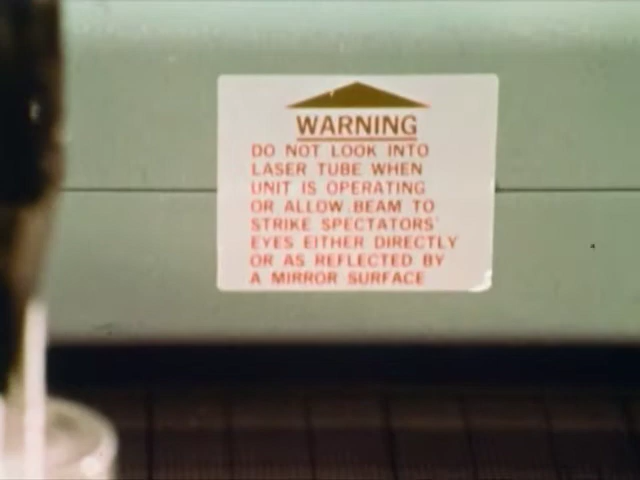 WARNING
DO NOT LOOK INTO
LASER TUBE WHEN
UNIT IS OPERATING
OR ALLOW BEAM TO
STRIKE SPECTATORS'
EYES EITHER DIRECTLY
OR AS REFLECTED BY
A MIRROR SURFACE